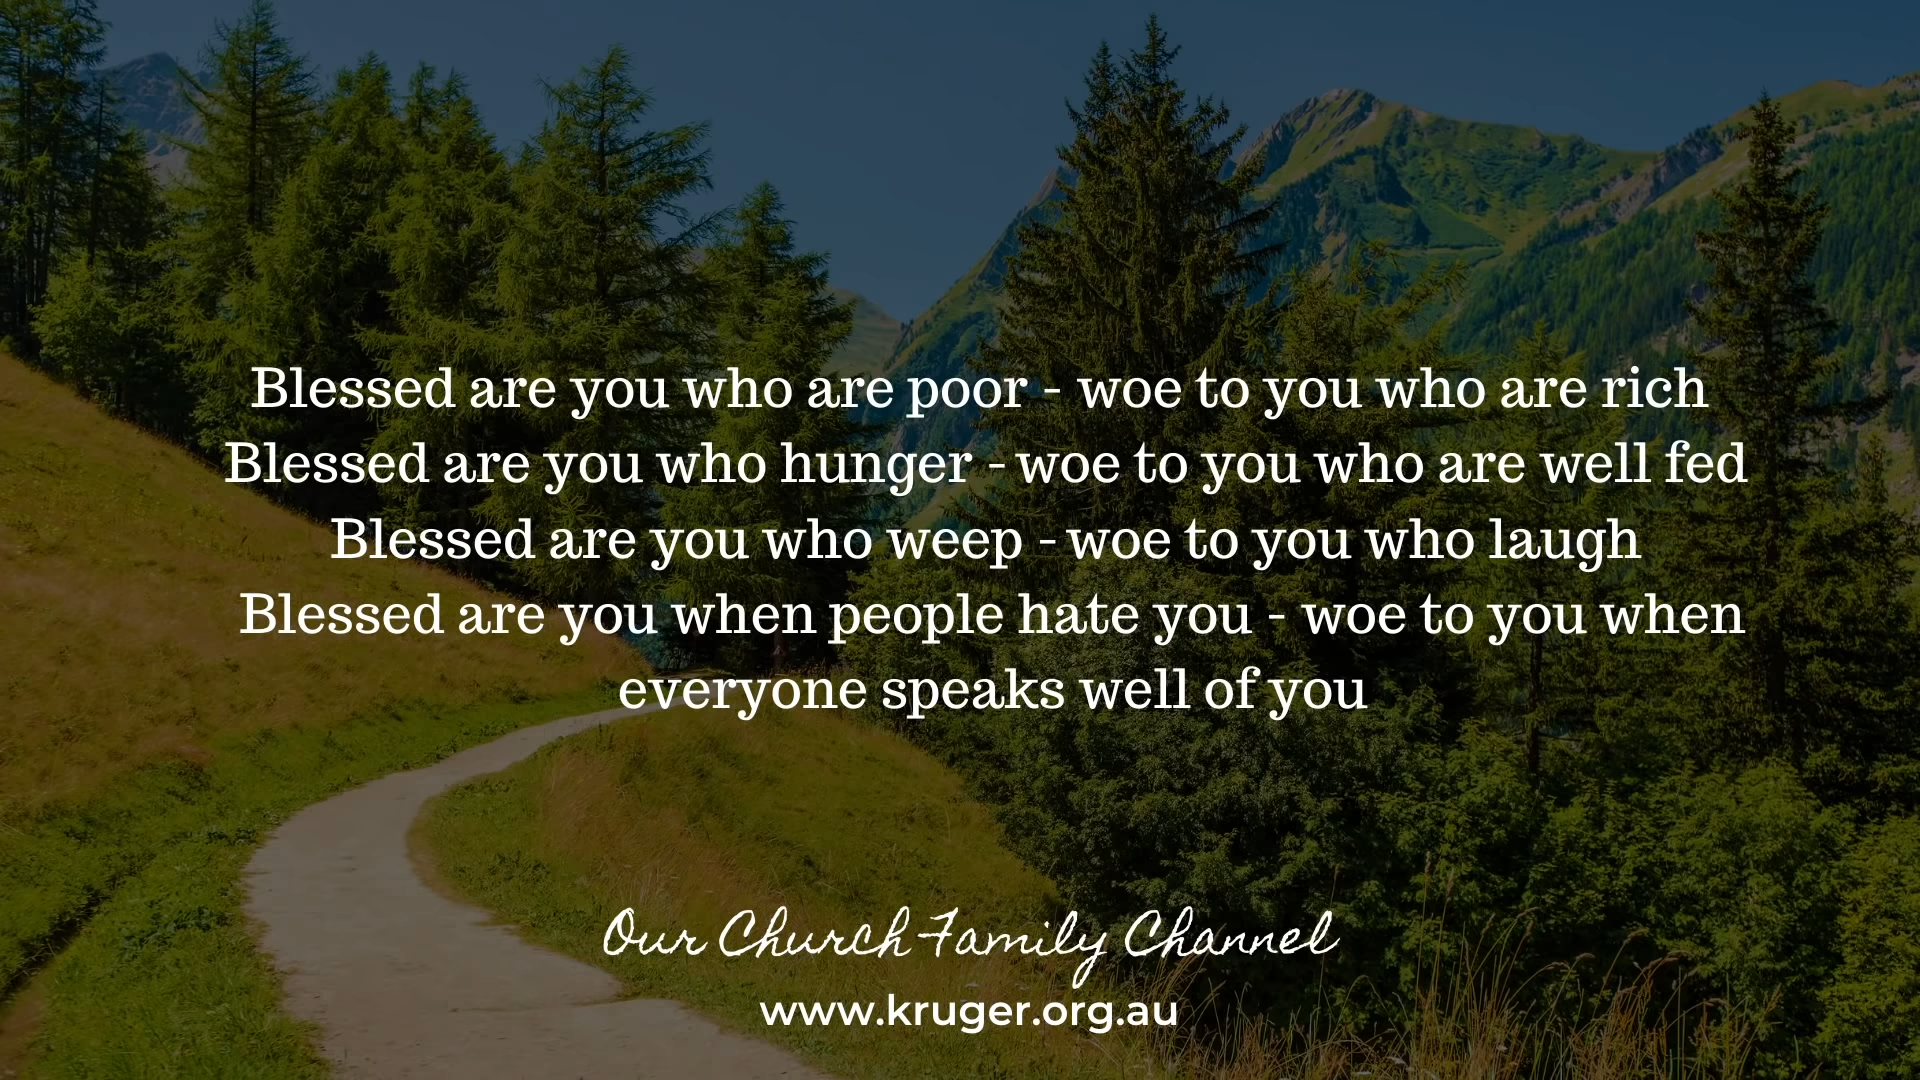 Blessed are you who are poor - woe to you who are rich
Blessed are you who hunger - woe to you who are well fed
Blessed are you who weep - woe to you who laugh
Blessed are you when people hate you - woe to you when
everyone speaks well of you
Our Church Family Channel
www.kruger.org.au